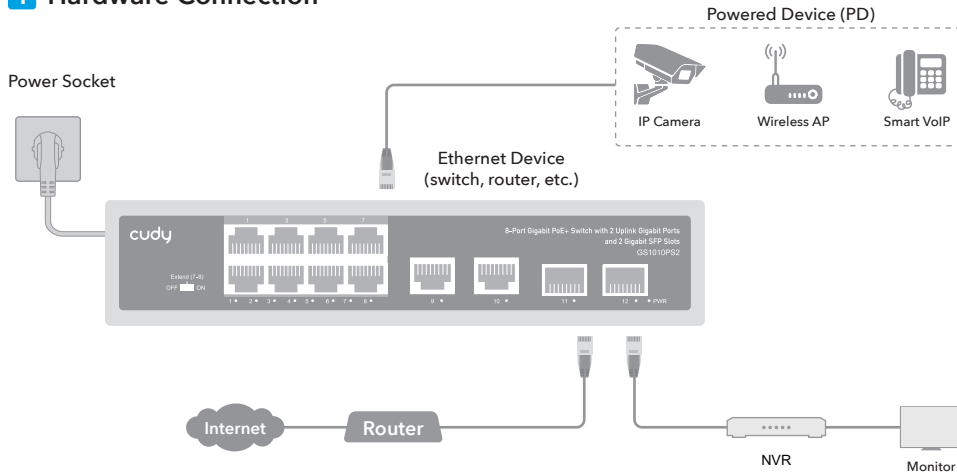 1 Hardware Connection
Powered Device (PD)
Power Socket
IP Camera
Wireless AP
Smart VoIP
Ethernet Device
(switch, router, etc.)
cudy
1 3 5 7
8-Port Gigabit PoE+ Switch with 2 Uplink Gigabit Ports
and 2 Gigabit SFP Slots
GS1010PS2
Extend (7-8)
OFF ON
1 2 3 4 5 6 7 8
9 10 11 12 PWR
Internet
Router
NVR
Monitor